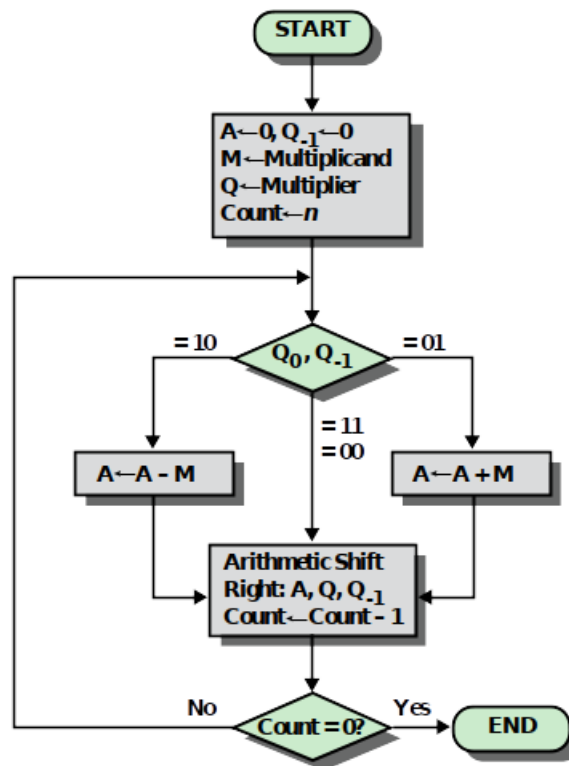 START
A←0, Q₋₁←0
M←Multiplicand
Q←Multiplier
Count←n
= 10
Q₀, Q₋₁
= 01
= 11
= 00
A←A – M
A←A + M
Arithmetic Shift
Right: A, Q, Q₋₁
Count←Count – 1
No
Count = 0?
Yes
END